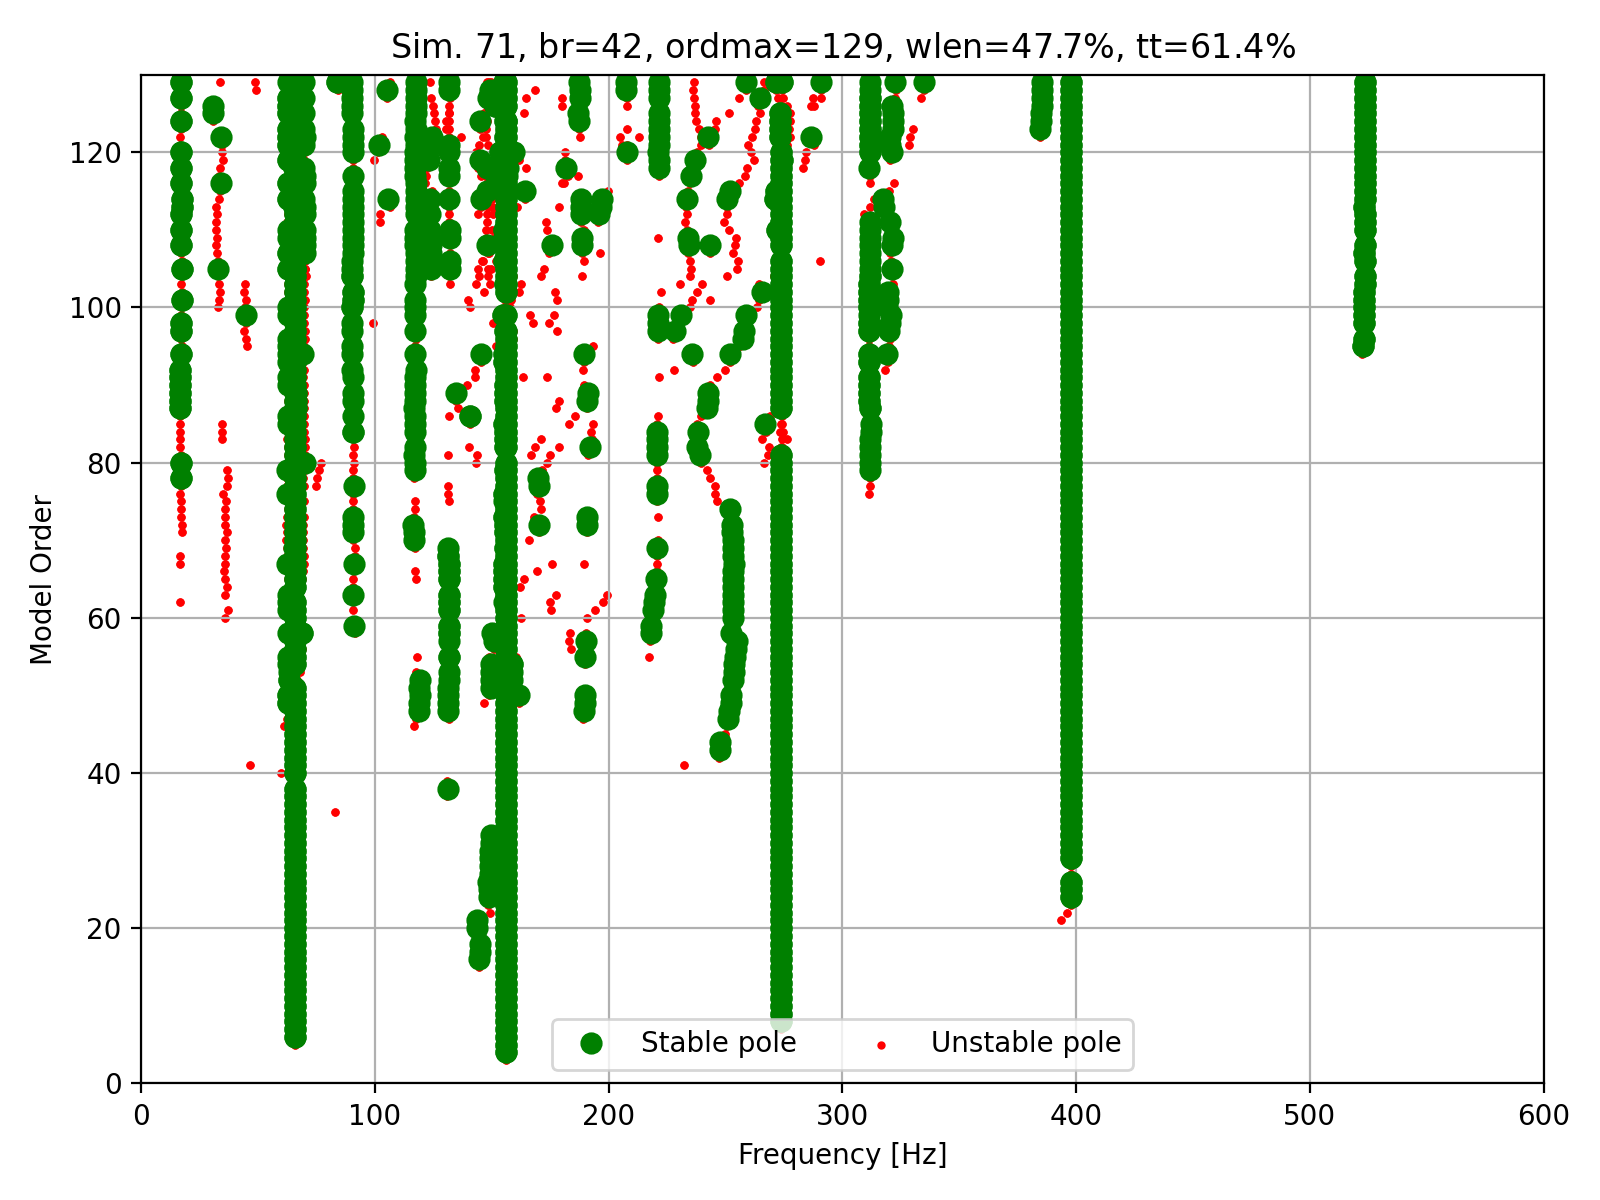 Sim. 71, br=42, ordmax=129, wlen=47.7%, tt=61.4%
Model Order
120
100
80
60
40
20
0
Stable pole Unstable pole
0 100 200 300 400 500 600
Frequency [Hz]